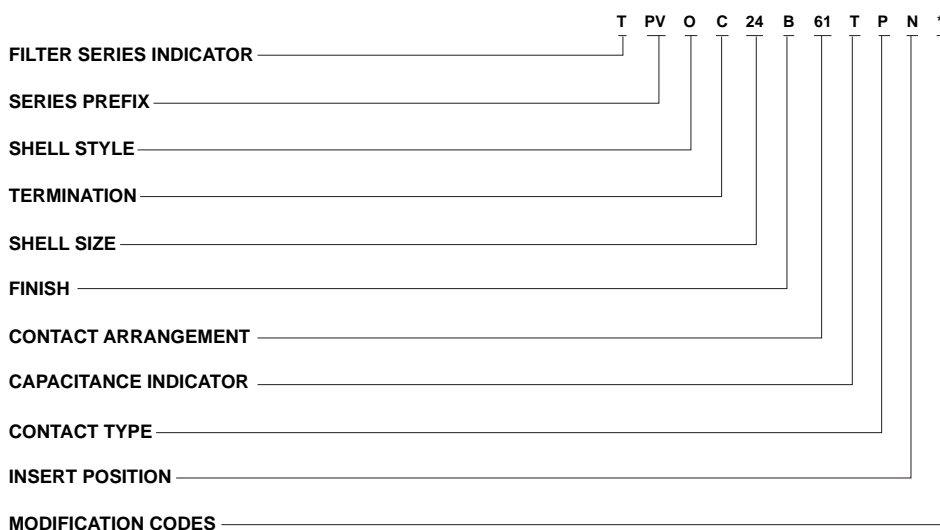 T PV O C 24 B 61 T P N *
FILTER SERIES INDICATOR
SERIES PREFIX
SHELL STYLE
TERMINATION
SHELL SIZE
FINISH
CONTACT ARRANGEMENT
CAPACITANCE INDICATOR
CONTACT TYPE
INSERT POSITION
MODIFICATION CODES